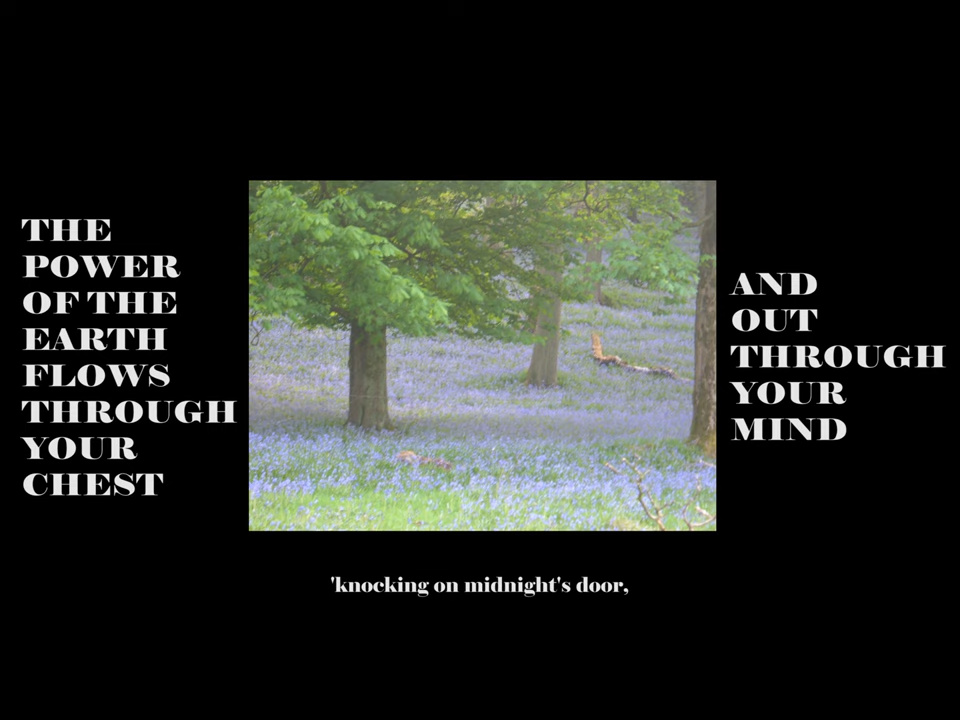 THE
POWER
OF THE
EARTH
FLOWS
THROUGH
YOUR
CHEST
AND
OUT
THROUGH
YOUR
MIND
'knocking on midnight's door,